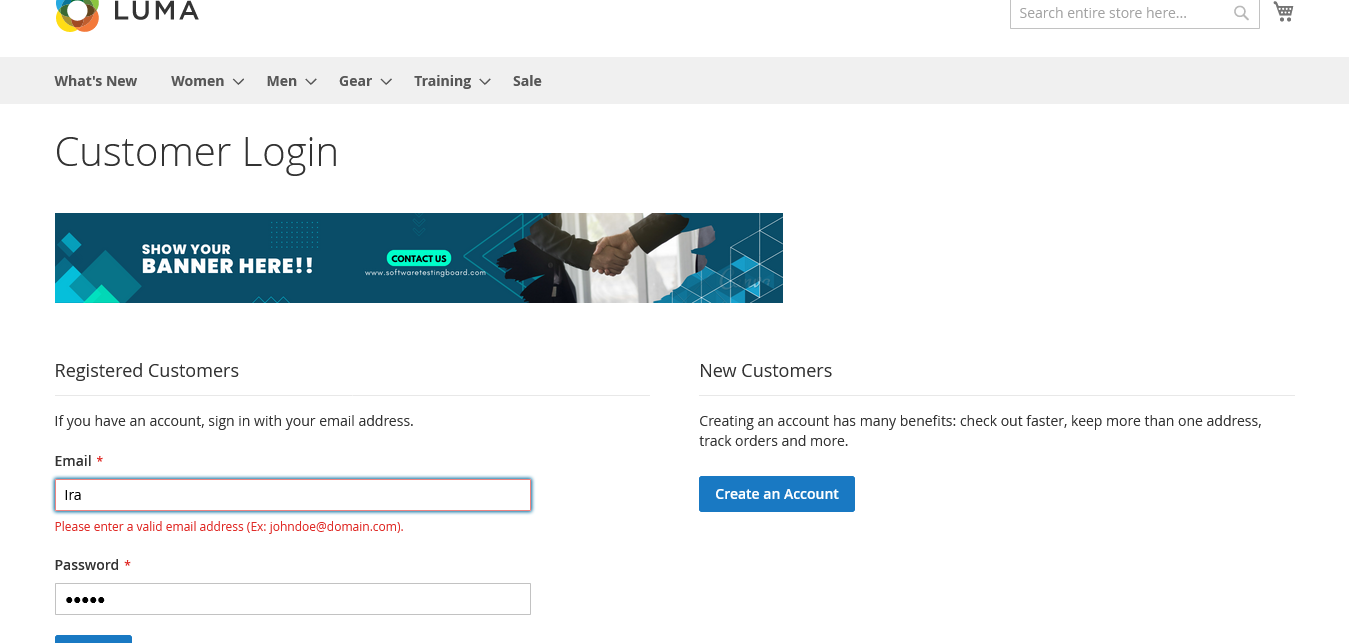 LUMA
Search entire store here...
What's New Women Men Gear Training Sale
Customer Login
SHOW YOUR
BANNER HERE!!
CONTACT US
www.softwaretestingboard.com
Registered Customers
If you have an account, sign in with your email address.
Email *
Ira
Please enter a valid email address (Ex: johndoe@domain.com).
Password *
•••••
New Customers
Creating an account has many benefits: check out faster, keep more than one address,
track orders and more.
Create an Account